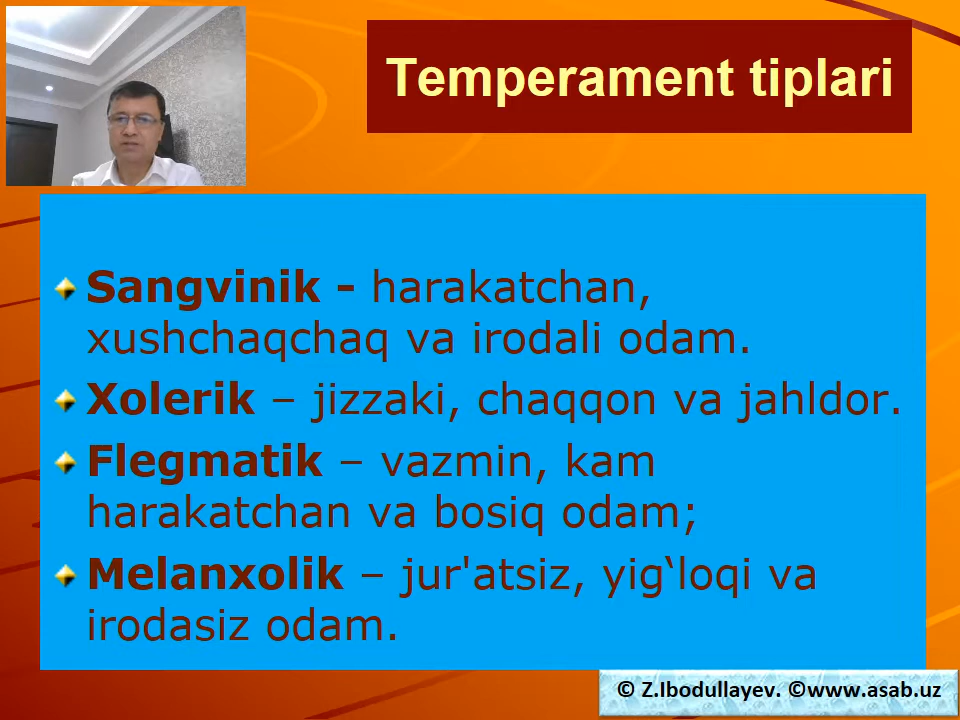 Temperament tiplari
Sangvinik - harakatchan,
xushchaqchaq va irodali odam.
Xolerik – jizzaki, chaqqon va jahldor.
Flegmatik – vazmin, kam
harakatchan va bosiq odam;
Melanxolik – jur'atsiz, yig‘loqi va
irodasiz odam.
© Z.Ibodullayev. ©www.asab.uz